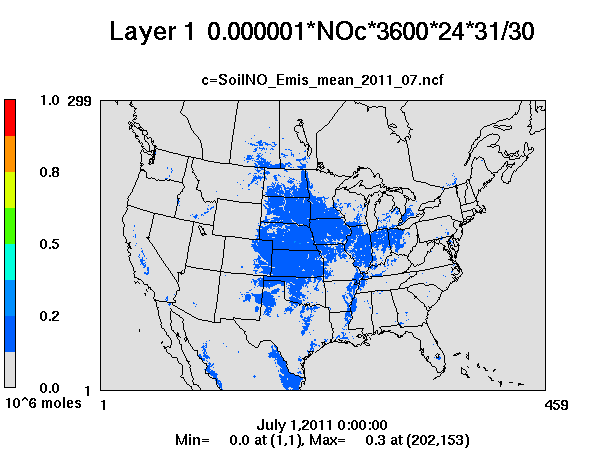 Layer 1 0.000001*NOc*3600*24*31/30
c=SoilNO_Emis_mean_2011_07.ncf
1.0
299
0.8
0.5
0.2
0.0
1
10^6 moles
1
459
July 1,2011 0:00:00
Min= 0.0 at (1,1), Max= 0.3 at (202,153)